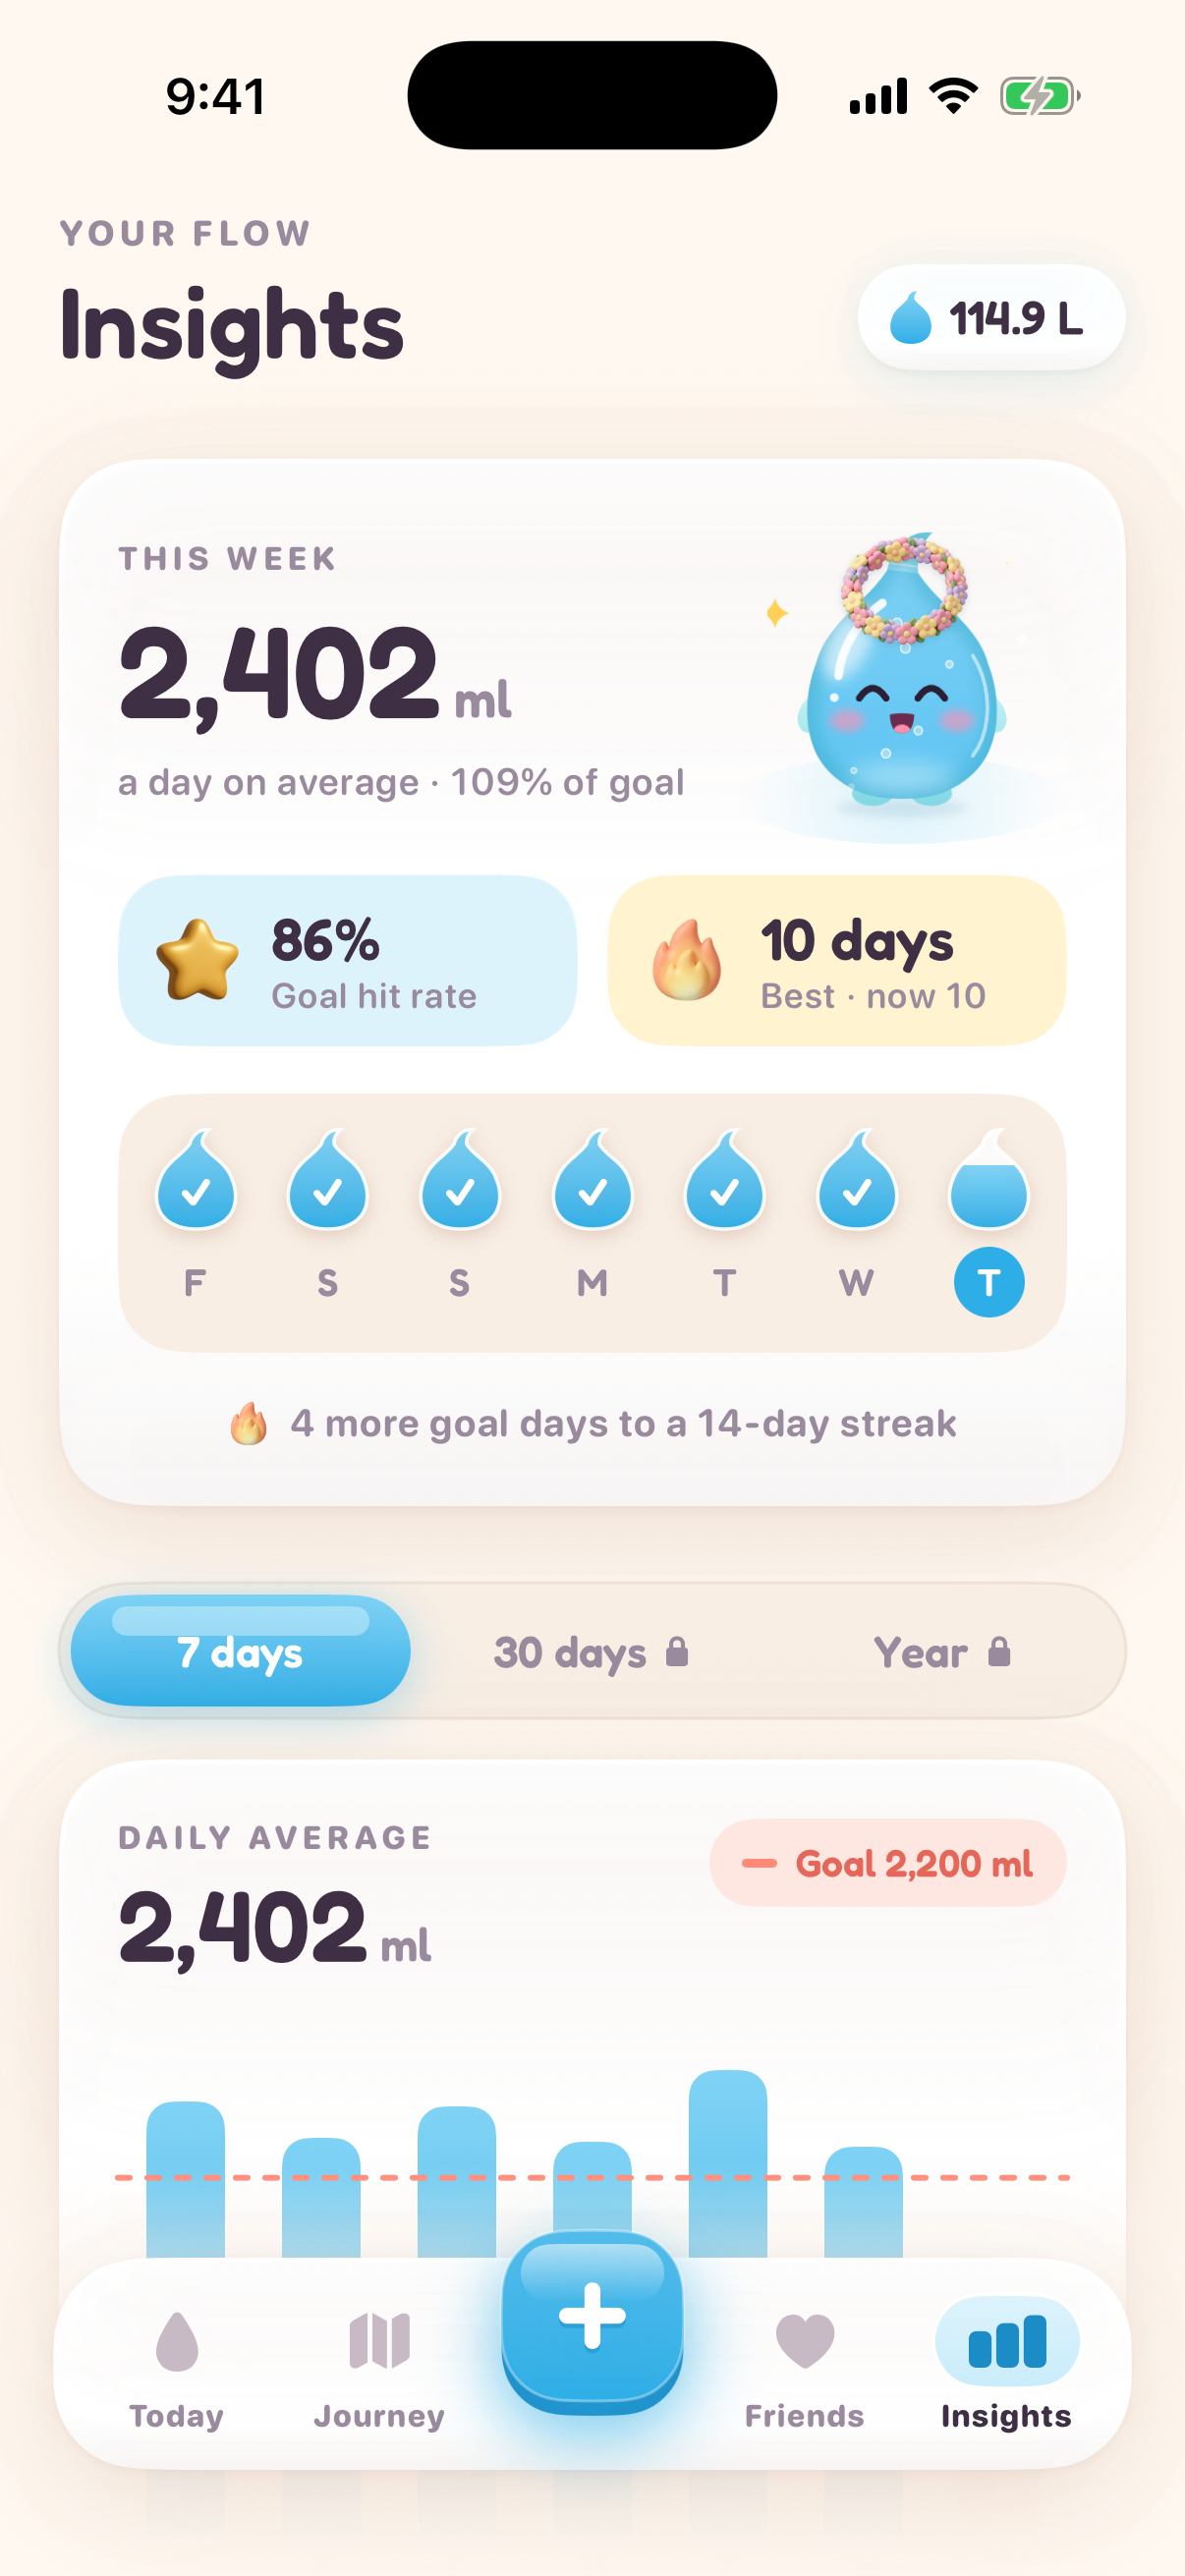 9:41
YOUR FLOW
Insights
114.9 L
THIS WEEK
2,402 ml
a day on average · 109% of goal
86%
Goal hit rate
10 days
Best · now 10
F S S M T W T
4 more goal days to a 14-day streak
7 days 30 days Year
DAILY AVERAGE
Goal 2,200 ml
2,402 ml
Today Journey Friends Insights